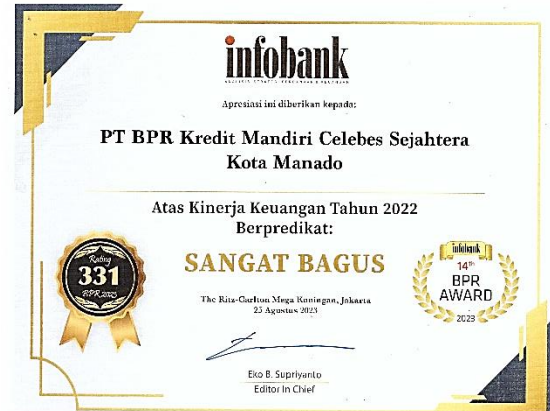 infobank
Apresiasi ini diberikan kepada:
PT BPR Kredit Mandiri Celebes Sejahtera
Kota Manado
Atas Kinerja Keuangan Tahun 2022
Berpredikat:
SANGAT BAGUS
The Ritz-Carlton Mega Kuningan, Jakarta
25 Agustus 2023
Eko B. Supriyanto
Editor In Chief
Rating
331
BPR 2023
infobank
14th
BPR
AWARD
2023